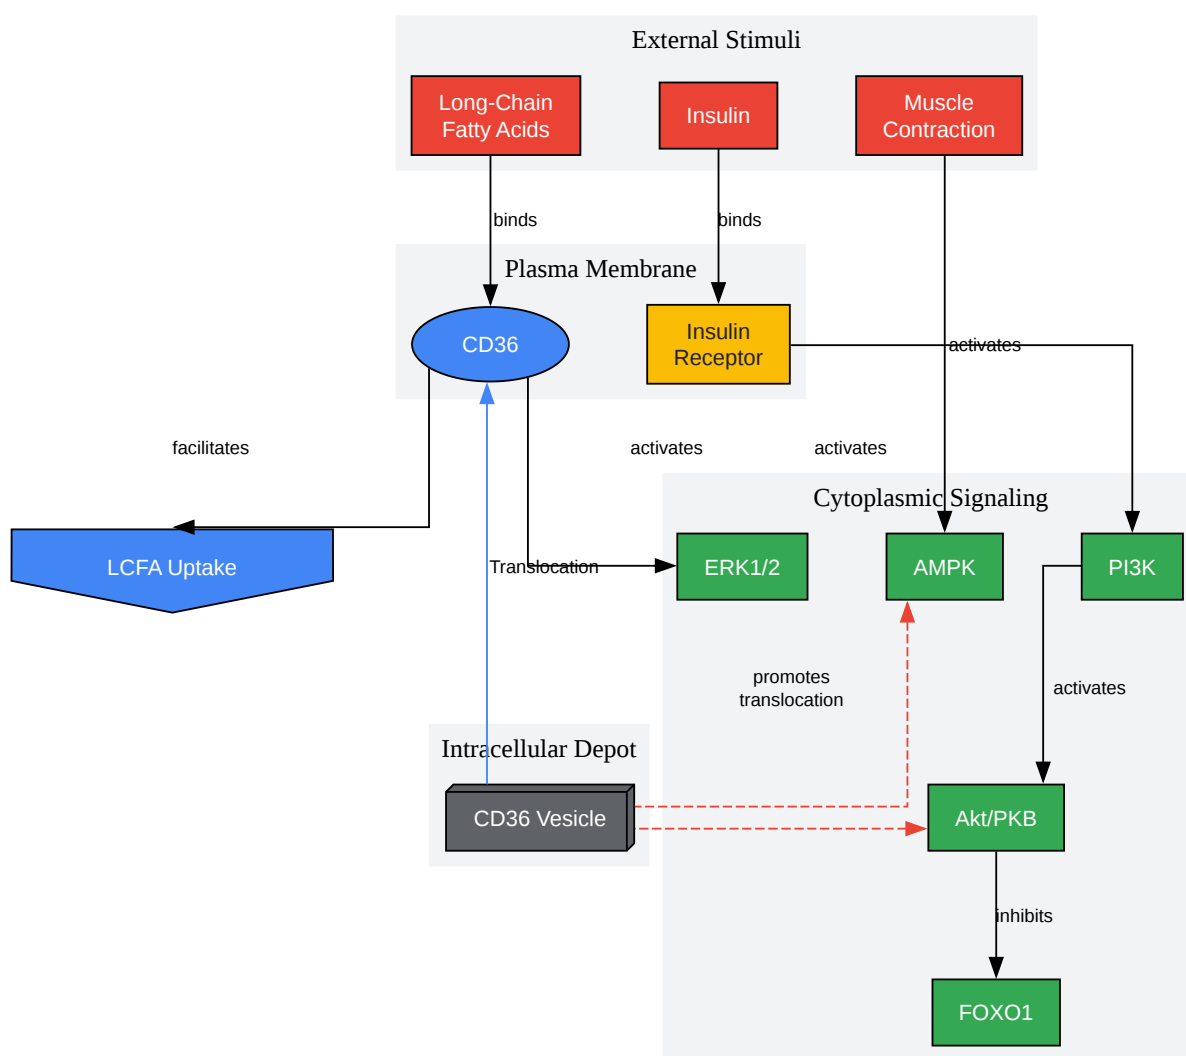 External Stimuli
Long-Chain
Fatty Acids
Insulin
Muscle
Contraction
binds
binds
Plasma Membrane
CD36
Insulin
Receptor
activates
facilitates
activates
activates
Cytoplasmic Signaling
LCFA Uptake
Translocation
ERK1/2
AMPK
PI3K
promotes
translocation
activates
Intracellular Depot
CD36 Vesicle
Akt/PKB
inhibits
FOXO1